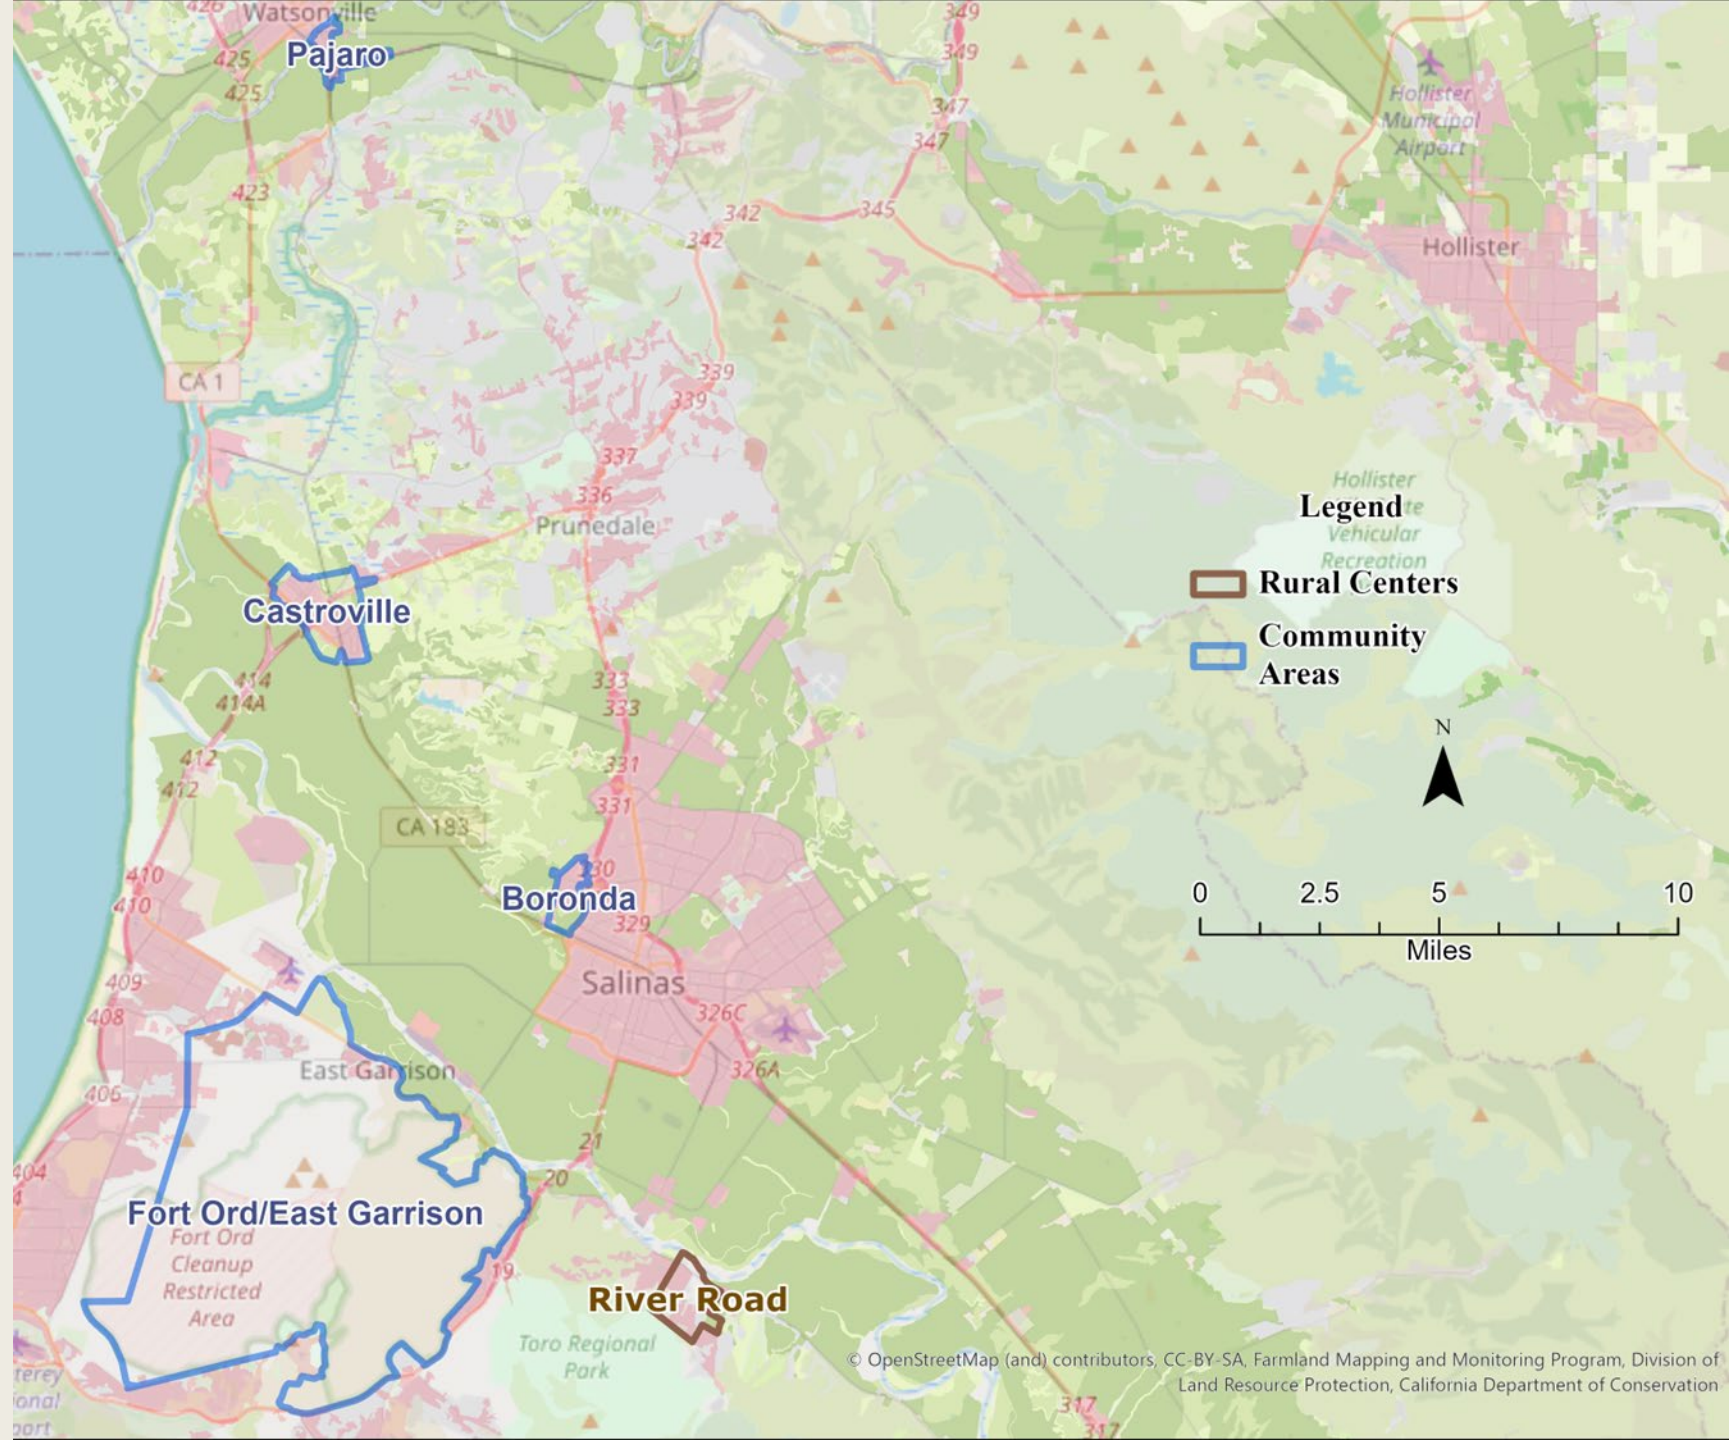 426
Watsonville
349
Pajaro
349
425
425
Hollister
Municipal
Airport
347
347
423
342
345
342
Hollister
CA 1
339
339
337
336
Prunedale
Hollister
Legend
Vehicular
Recreation
Rural Centers
Community
Areas
Castroville
414
414A
333
333
N
412
412
331
331
CA 183
410
410
330
Boronda
329
0 2.5 5 10
Miles
Salinas
409
408
326C
326A
East Garrison
406
404
21
20
Fort Ord/East Garrison
Fort Ord
Cleanup
Restricted
Area
19
River Road
Toro Regional
Park
© OpenStreetMap (and) contributors, CC-BY-SA, Farmland Mapping and Monitoring Program, Division of
Land Resource Protection, California Department of Conservation
317
317